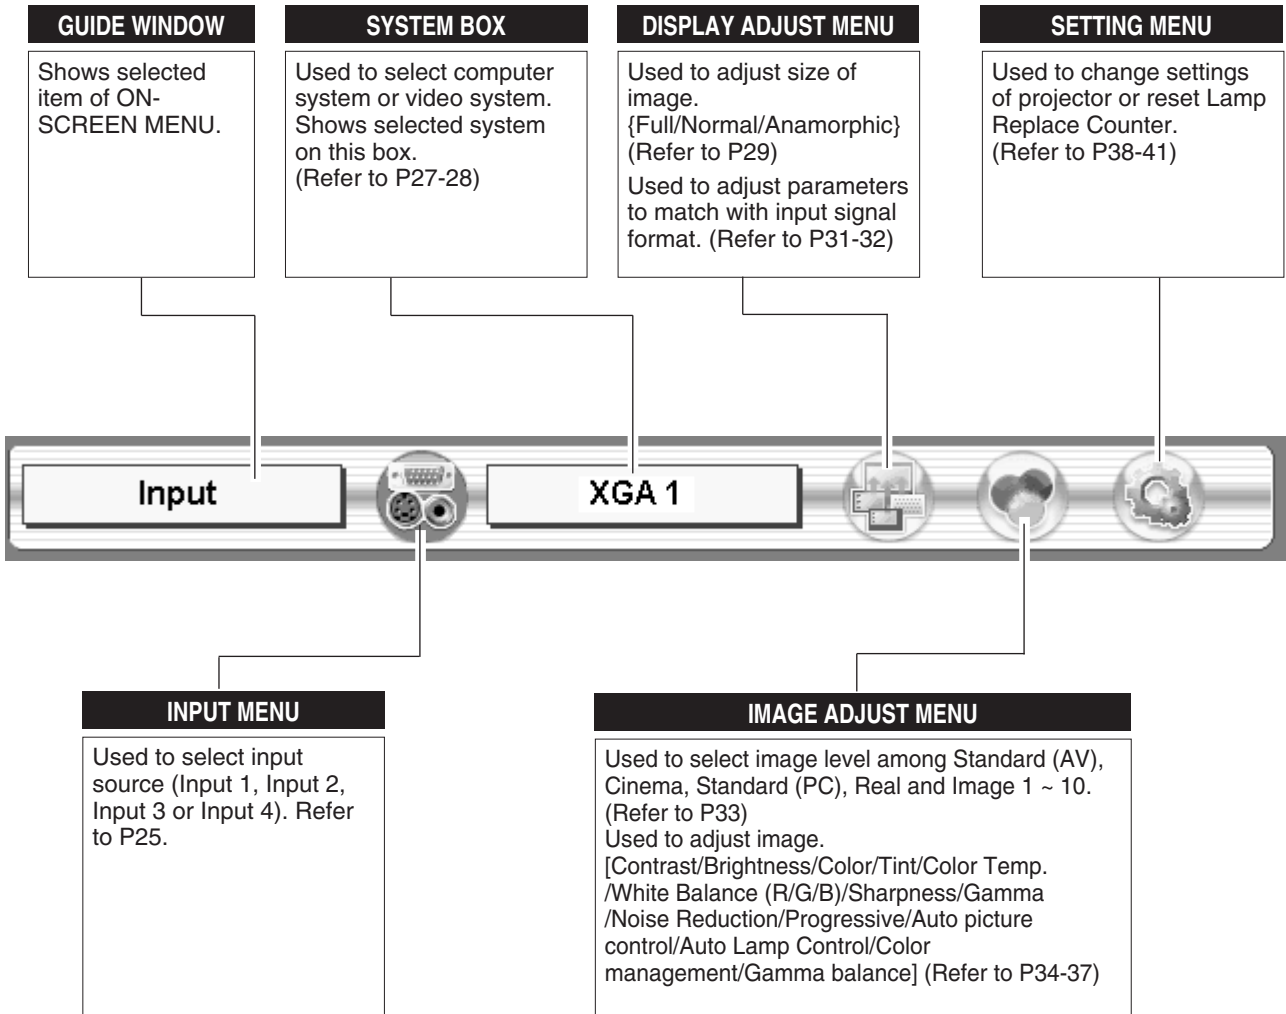 GUIDE WINDOW
Shows selected
item of ON-
SCREEN MENU.
SYSTEM BOX
Used to select computer
system or video system.
Shows selected system
on this box.
(Refer to P27-28)
DISPLAY ADJUST MENU
Used to adjust size of
image.
{Full/Normal/Anamorphic}
(Refer to P29)
Used to adjust parameters
to match with input signal
format. (Refer to P31-32)
SETTING MENU
Used to change settings
of projector or reset Lamp
Replace Counter.
(Refer to P38-41)
Input
XGA 1
INPUT MENU
Used to select input
source (Input 1, Input 2,
Input 3 or Input 4). Refer
to P25.
IMAGE ADJUST MENU
Used to select image level among Standard (AV),
Cinema, Standard (PC), Real and Image 1 ~ 10.
(Refer to P33)
Used to adjust image.
[Contrast/Brightness/Color/Tint/Color Temp.
/White Balance (R/G/B)/Sharpness/Gamma
/Noise Reduction/Progressive/Auto picture
control/Auto Lamp Control/Color
management/Gamma balance] (Refer to P34-37)